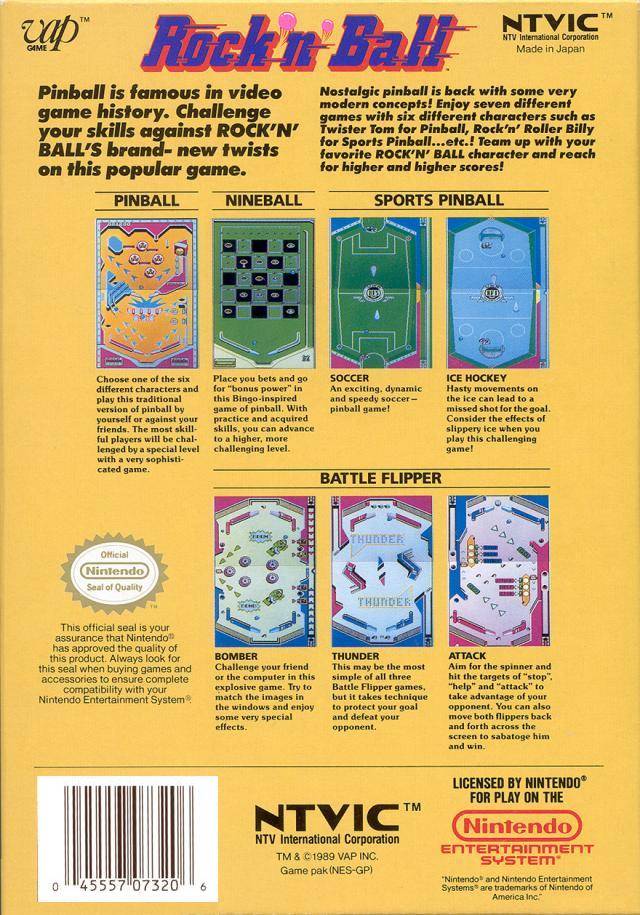 vap
GAME
TM
Rock'n' Ball
TM
NTVIC™
NTV International Corporation
Made in Japan
Pinball is famous in video
game history. Challenge
your skills against ROCK'N'
BALL'S brand- new twists
on this popular game.
Nostalgic pinball is back with some very
modern concepts! Enjoy seven different
games with six different characters such as
Twister Tom for Pinball, Rock'n' Roller Billy
for Sports Pinball...etc.! Team up with your
favorite ROCK'N' BALL character and reach
for higher and higher scores!
PINBALL
NINEBALL
SPORTS PINBALL
Choose one of the six
different characters and
play this traditional
version of pinball by
yourself or against your
friends. The most skill-
ful players will be chal-
lenged by a special level
with a very sophisti-
cated game.
Place you bets and go
for "bonus power" in
this Bingo-inspired
game of pinball. With
practice and acquired
skills, you can advance
to a higher, more
challenging level.
SOCCER
An exciting, dynamic
and speedy soccer—
pinball game!
ICE HOCKEY
Hasty movements on
the ice can lead to a
missed shot for the goal.
Consider the effects of
slippery ice when you
play this challenging
game!
BATTLE FLIPPER
THUNDER
THUNDER
BOMBER
Challenge your friend
or the computer in this
explosive game. Try to
match the images in
the windows and enjoy
some very special
effects.
THUNDER
This may be the most
simple of all three
Battle Flipper games,
but it takes technique
to protect your goal
and defeat your
opponent.
ATTACK
Aim for the spinner and
hit the targets of "stop",
"help" and "attack" to
take advantage of your
opponent. You can also
move both flippers back
and forth across the
screen to sabotage him
and win.
Official
Nintendo
Seal of Quality
TM
This official seal is your
assurance that Nintendo®
has approved the quality of
this product. Always look for
this seal when buying games and
accessories to ensure complete
compatibility with your
Nintendo Entertainment System®.
0 45557 07320 6
NTVIC™
NTV International Corporation
TM & ©1989 VAP INC.
Game pak (NES-GP)
LICENSED BY NINTENDO®
FOR PLAY ON THE
Nintendo
ENTERTAINMENT
SYSTEM®
"Nintendo® and Nintendo Entertainment
Systems® are trademarks of Nintendo of
America Inc."